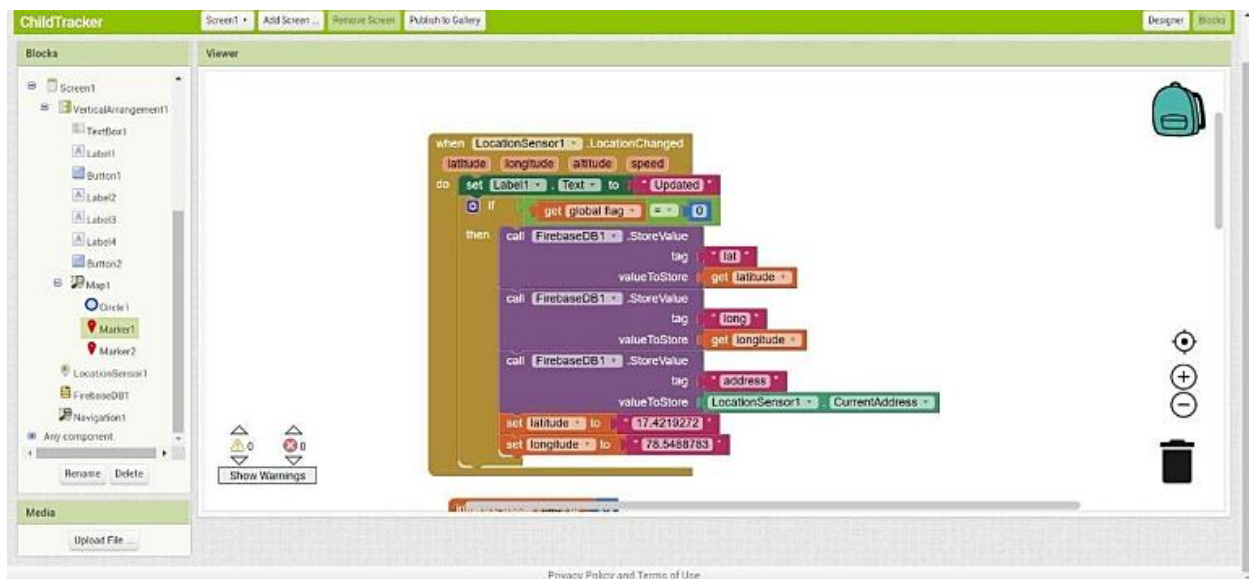 ChildTracker Screen1 Add Screen ... Remove Screen Publish to Gallery Designer Blocks
Blocks
Viewer
Screen1
VerticalArrangement1
TextBox1
Label1
Button1
Label2
Label3
Label4
Button2
Map1
Circle1
Marker1
Marker2
LocationSensor1
FirebaseDB1
Navigation1
Any component
Rename Delete
Media
Upload File ...
when LocationSensor1 .LocationChanged
latitude longitude altitude speed
do set Label1 . Text to " Updated "
if get global flag = 0
then call FirebaseDB1 .StoreValue
tag " lat "
valueToStore get latitude
call FirebaseDB1 .StoreValue
tag " long "
valueToStore get longitude
call FirebaseDB1 .StoreValue
tag " address "
valueToStore LocationSensor1 . CurrentAddress
set latitude to " 17.4219272 "
set longitude to " 78.5488783 "
0 0
Show Warnings
Privacy Policy and Terms of Use